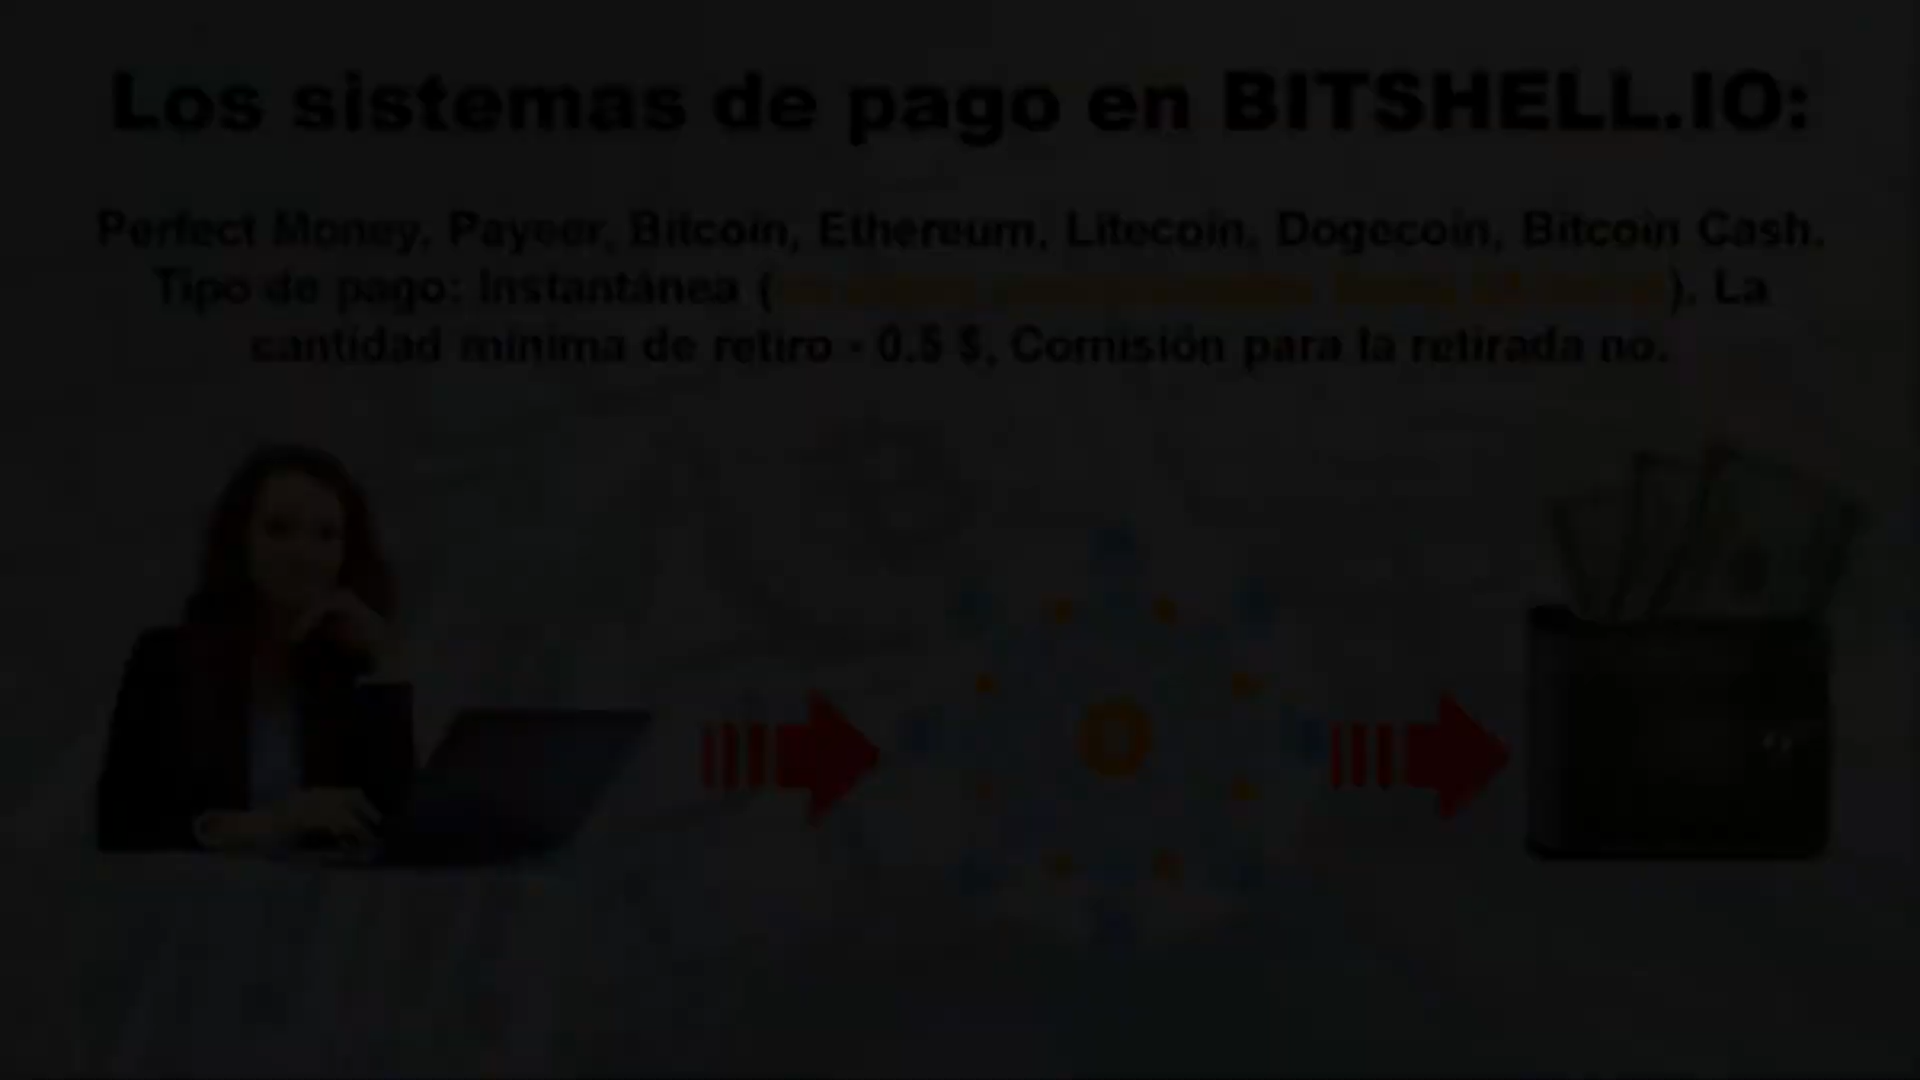 Los sistemas de pago en BITSHELL.IO:
Perfect Money, Payeer, Bitcoin, Ethereum, Litecoin, Dogecoin, Bitcoin Cash.
Tipo de pago: Instantánea ( ). La
cantidad mínima de retiro - 0.5 $, Comisión para la retirada no.